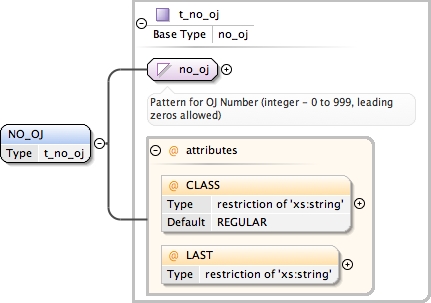 t_no_oj
Base Type no_oj
no_oj
Pattern for OJ Number (integer - 0 to 999, leading
zeros allowed)
NO_OJ
Type t_no_oj
@ attributes
@ CLASS
Type restriction of 'xs:string'
Default REGULAR
@ LAST
Type restriction of 'xs:string'